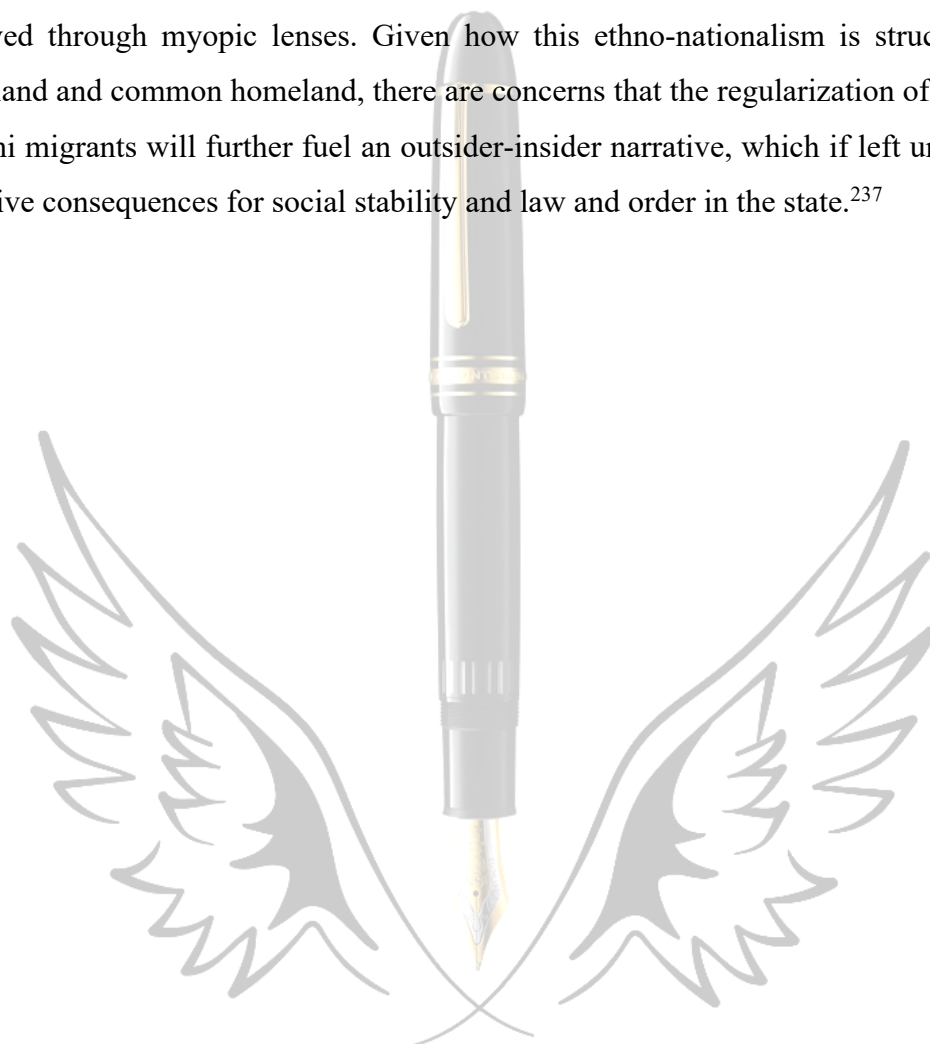 ved through myopic lenses. Given how this ethno-nationalism is struc
and and common homeland, there are concerns that the regularization of
ni migrants will further fuel an outsider-insider narrative, which if left un
ive consequences for social stability and law and order in the state.237